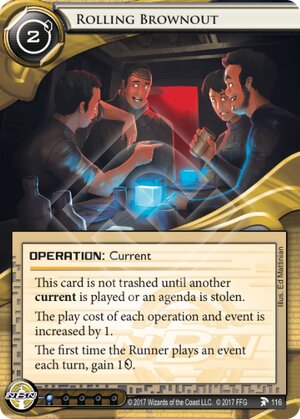 2
ROLLING BROWNOUT
OPERATION: Current
This card is not trashed until another
current is played or an agenda is stolen.
The play cost of each operation and event is
increased by 1.
The first time the Runner plays an event
each turn, gain 1
Illus. Ed Mattinian
NBN
© 2017 Wizards of the Coast LLC. © 2017 FFG
116